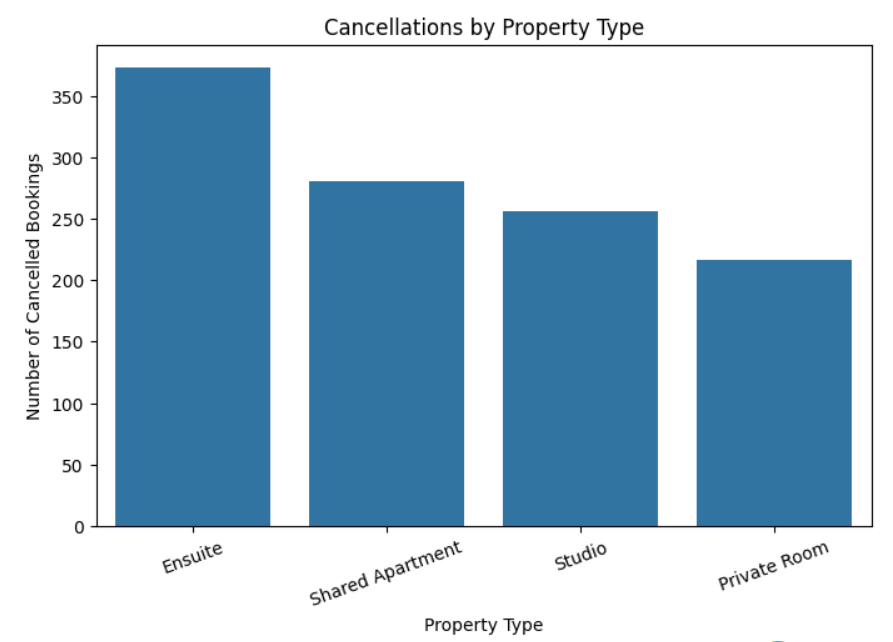 Cancellations by Property Type
Number of Cancelled Bookings
350
300
250
200
150
100
50
0
Ensuite
Shared Apartment
Studio
Private Room
Property Type